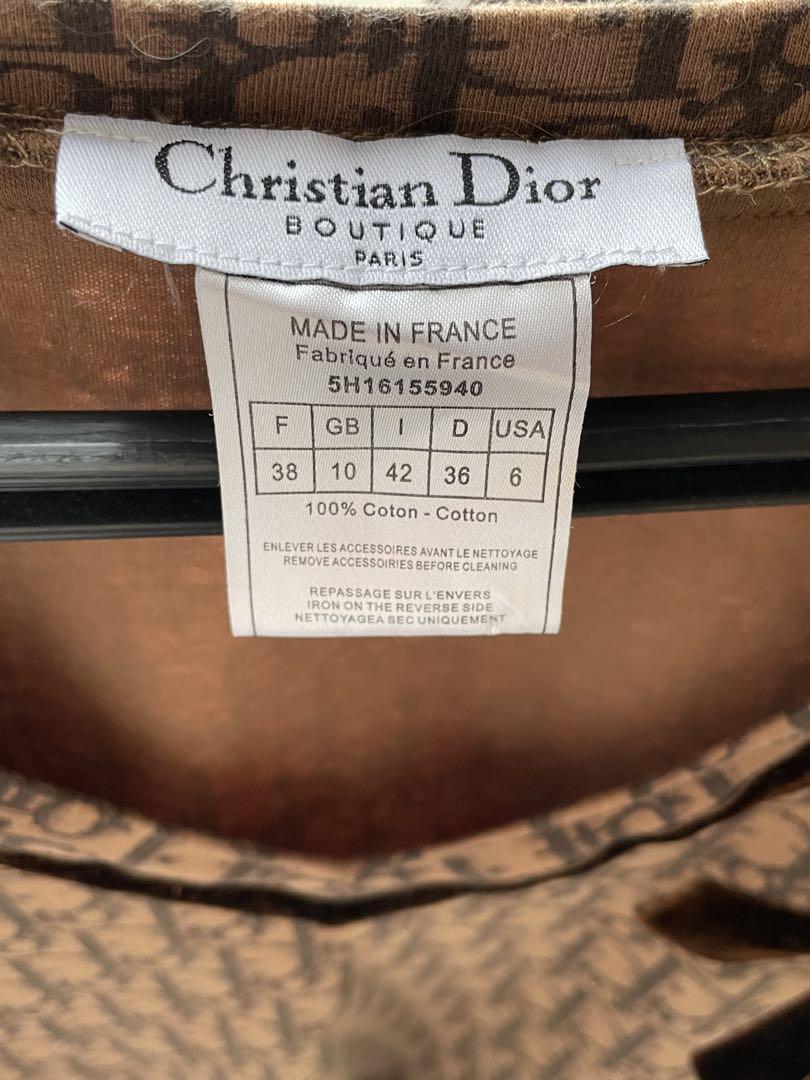 Christian Dior
BOUTIQUE
PARIS
MADE IN FRANCE
Fabriqué en France
5H16155940
F GB I D USA
38 10 42 36 6
100% Coton - Cotton
ENLEVER LES ACCESSOIRES AVANT LE NETTOYAGE
REMOVE ACCESSOIRIES BEFORE CLEANING
REPASSAGE SUR L'ENVERS
IRON ON THE REVERSE SIDE
NETTOYAGEA SEC UNIQUEMENT